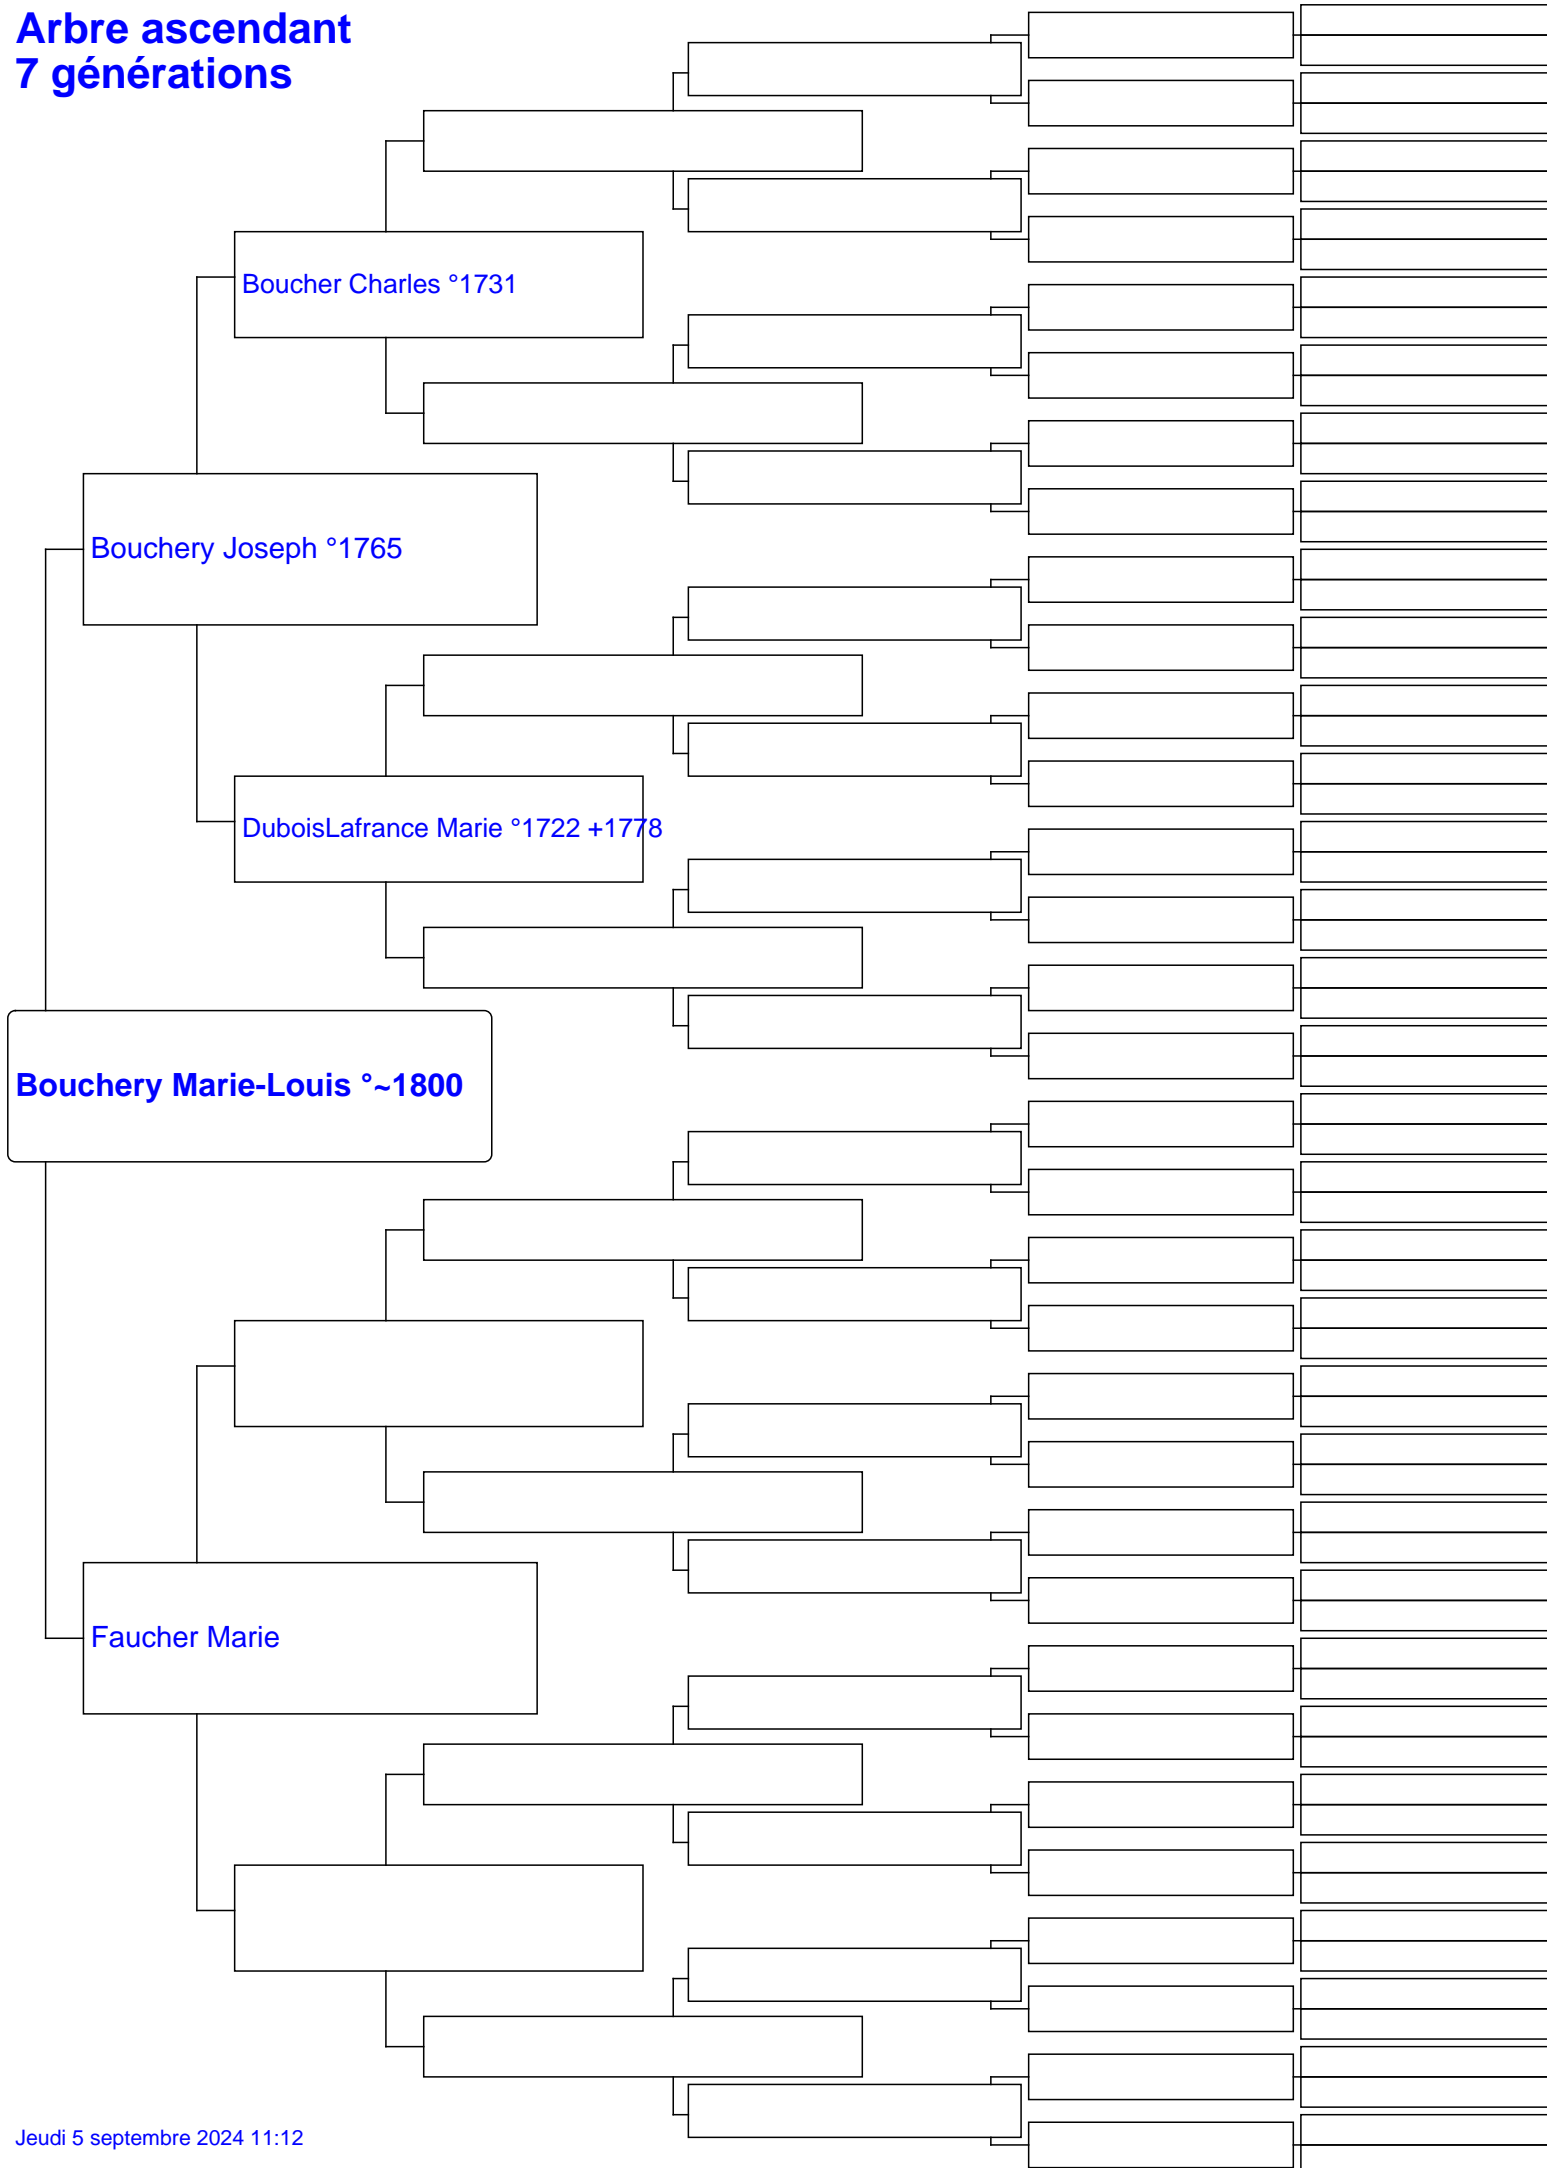 Arbre ascendant
7 générations
Boucher Charles °1731
Bouchery Joseph °1765
DuboisLafrance Marie °1722 +1778
Bouchery Marie-Louis °~1800
Faucher Marie
Jeudi 5 septembre 2024 11:12